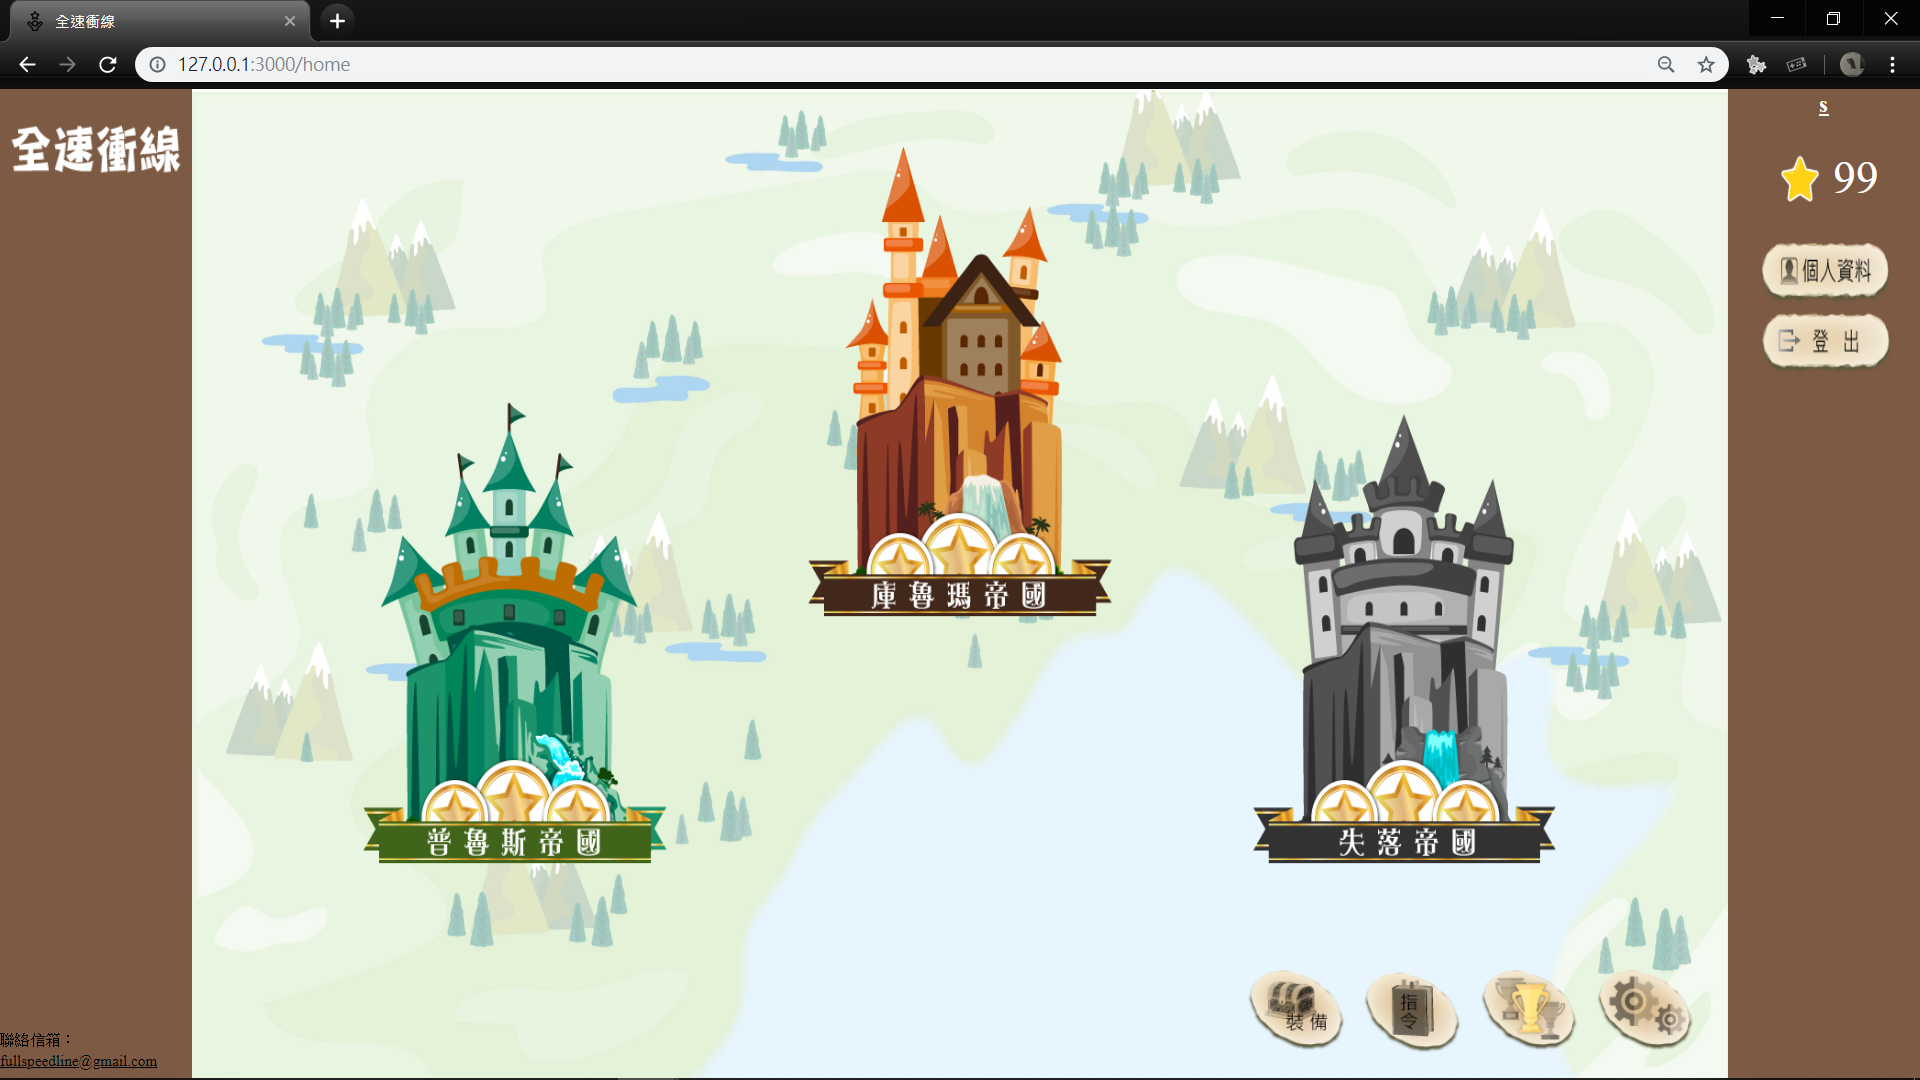 全速衝線
127.0.0.1:3000/home
全速衝線
s
99
個人資料
登出
庫魯瑪帝國
普魯斯帝國
失落帝國
裝備
指令
聯絡信箱：
fullspeedline@gmail.com